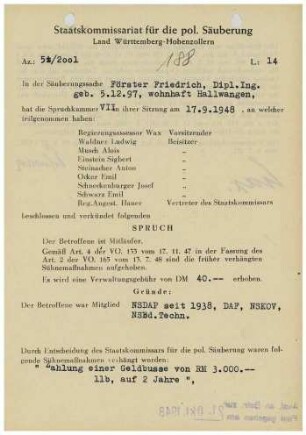 Staatskommissariat für die pol. Säuberung
Land Württemberg-Hohenzollern
188
Az.: 54/2001
L: 14
In der Säuberungssache Förster Friedrich, Dipl.Ing.
geb. 5.12.97, wohnhaft Hallwangen,
hat die Spruchkammer VII in ihrer Sitzung am 17.9.1948, an welcher
teilgenommen haben:
Regierungsassessor Wax Vorsitzender
Waldner Ludwig Beisitzer
Musch Alois "
Einstein Sigbert "
Steinacher Anton "
Ocker Emil "
Schneckenburger Josef "
Schwarz Emil "
Reg.Angest. Haaee Vertreter des Staatskommissars
beschlossen und verkündet folgenden
SPRUCH
Der Betroffene ist Mitläufer.
Gemäß Art. 4 der VO. 133 vom 17. 11. 47 in der Fassung des
Art. 2 der VO. 165 vom 13. 7. 48 sind die früher verhängten
Sühnemaßnahmen aufgehoben.
Es wird eine Verwaltungsgebühr von DM 40.-- erhoben.
Gründe:
Der Betroffene war Mitglied NSDAP seit 1938, DAF, NSKOV,
NSBd.Techn.
Durch Entscheidung des Staatskommissars für die pol. Säuberung waren fol-
gende Sühnemaßnahmen verhängt worden:
" Zahlung einer Geldbusse von RM 3.000.--
llb, auf 2 Jahre ",
21. Okt. 1948